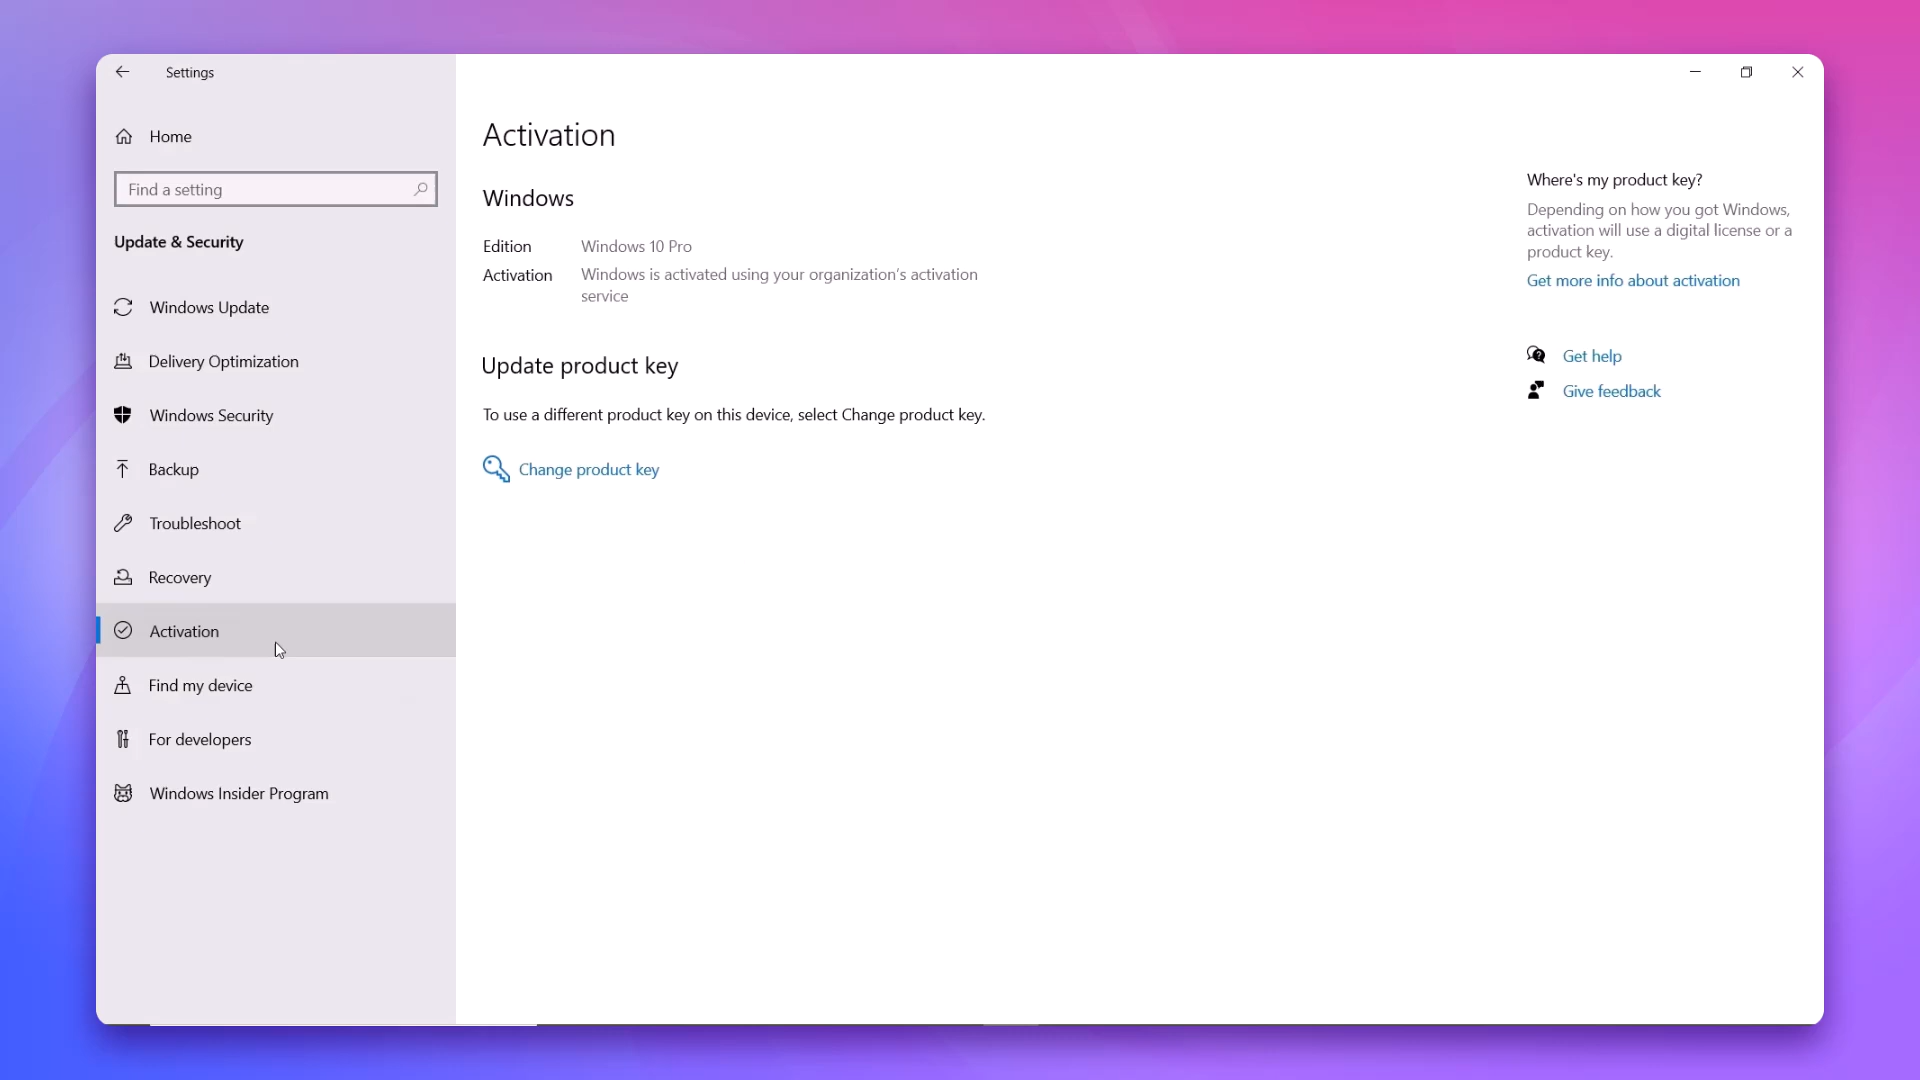 Settings
Home
Find a setting
Update & Security
Windows Update
Delivery Optimization
Windows Security
Backup
Troubleshoot
Recovery
Activation
Find my device
For developers
Windows Insider Program
Activation
Windows
Edition Windows 10 Pro
Activation Windows is activated using your organization's activation
service
Update product key
To use a different product key on this device, select Change product key.
Change product key
Where's my product key?
Depending on how you got Windows,
activation will use a digital license or a
product key.
Get more info about activation
Get help
Give feedback